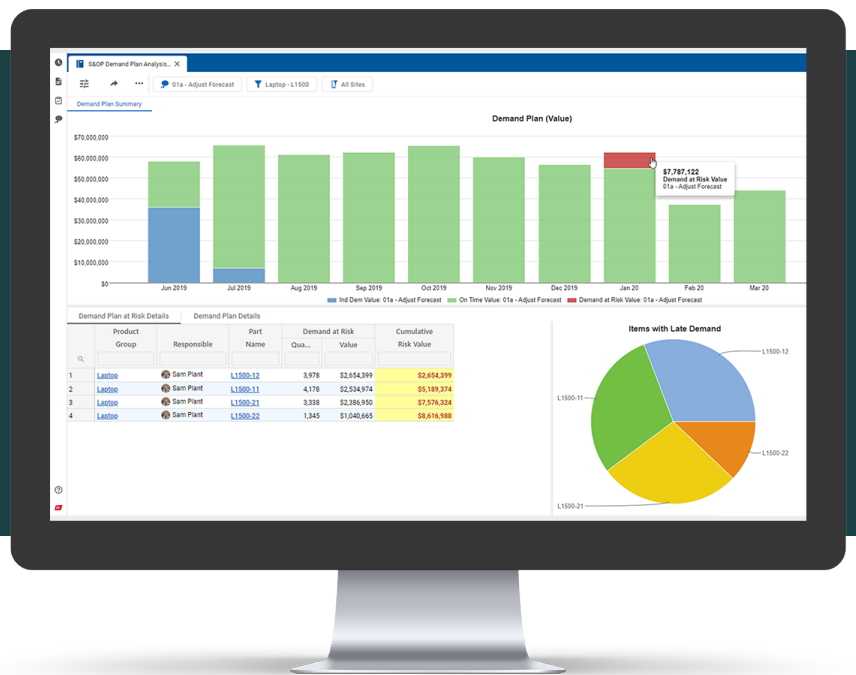 S&OP Demand Plan Analysis..
01a - Adjust Forecast
Laptop - L1500
All Sites
Demand Plan Summary
Demand Plan (Value)
$70,000,000
$60,000,000
$50,000,000
$40,000,000
$30,000,000
$20,000,000
$10,000,000
$0
$7,787,122
Demand at Risk Value
01a - Adjust Forecast
Jun 2019 Jul 2019 Aug 2019 Sep 2019 Oct 2019 Nov 2019 Dec 2019 Jan 20 Feb 20 Mar 20
Ind Dem Value: 01a - Adjust Forecast On Time Value: 01a - Adjust Forecast Demand at Risk Value: 01a - Adjust Forecast
Demand Plan at Risk Details Demand Plan Details
Product Group Responsible Part Name Demand at Risk Cumulative Risk Value
Qua... Value
1 Laptop Sam Plant L1500-12 3,978 $2,654,399 $2,654,399
2 Laptop Sam Plant L1500-11 4,178 $2,534,974 $5,189,374
3 Laptop Sam Plant L1500-21 3,338 $2,386,950 $7,576,324
4 Laptop Sam Plant L1500-22 1,345 $1,040,665 $8,616,988
Items with Late Demand
L1500-12
L1500-11
L1500-22
L1500-21